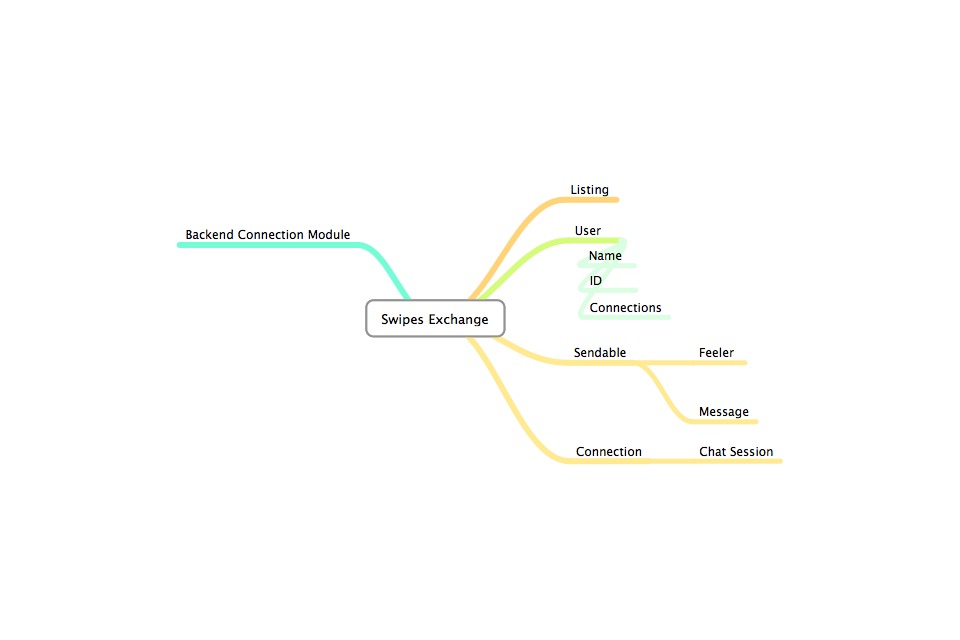 Listing
Backend Connection Module
User
Name
ID
Connections
Swipes Exchange
Sendable
Feeler
Message
Connection
Chat Session